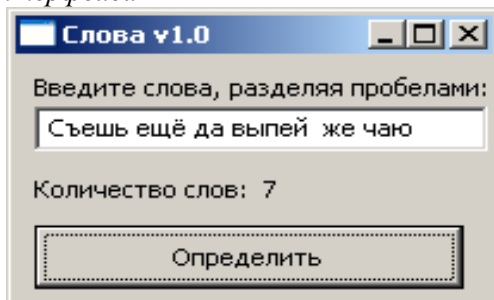 Слова v1.0
Введите слова, разделяя пробелами:
Съешь ещё да выпей  же чаю
Количество слов:  7
Определить